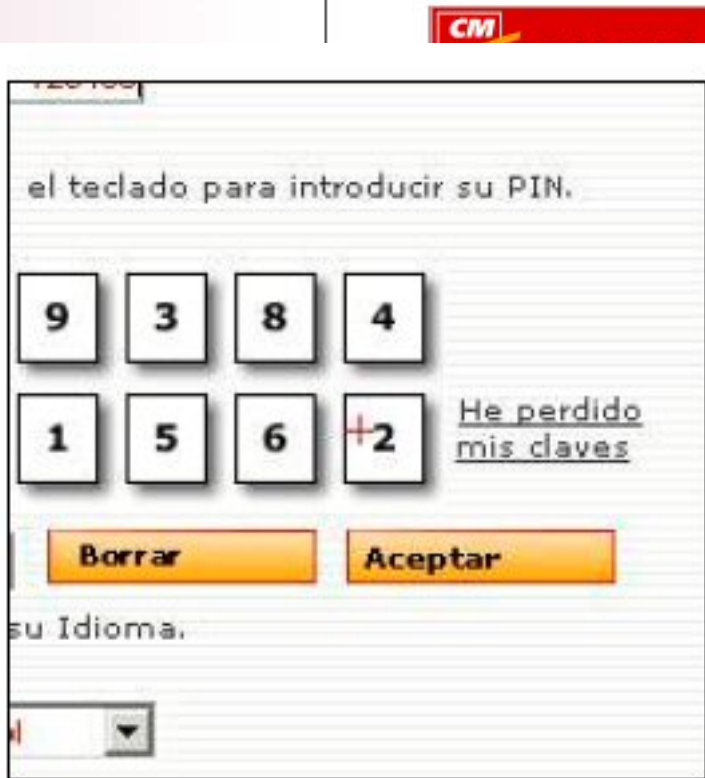 CM
el teclado para introducir su PIN.
9 3 8 4
1 5 6 2
He perdido
mis claves
Borrar Aceptar
su Idioma.